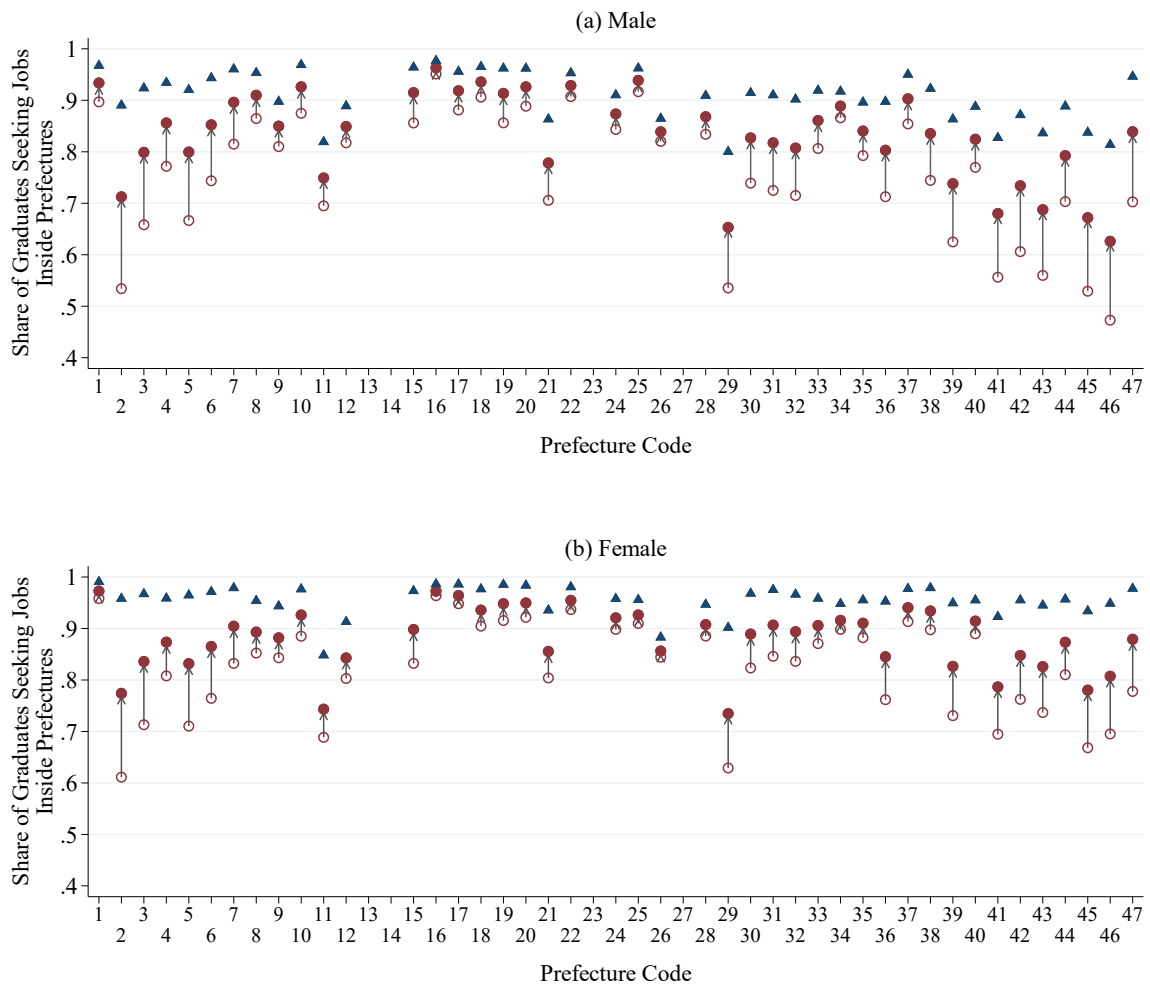 (a) Male
Share of Graduates Seeking Jobs
Inside Prefectures
1
.9
.8
.7
.6
.5
.4
1 3 5 7 9 11 13 15 17 19 21 23 25 27 29 31 33 35 37 39 41 43 45 47
2 4 6 8 10 12 14 16 18 20 22 24 26 28 30 32 34 36 38 40 42 44 46
Prefecture Code
(b) Female
Share of Graduates Seeking Jobs
Inside Prefectures
1
.9
.8
.7
.6
.5
.4
1 3 5 7 9 11 13 15 17 19 21 23 25 27 29 31 33 35 37 39 41 43 45 47
2 4 6 8 10 12 14 16 18 20 22 24 26 28 30 32 34 36 38 40 42 44 46
Prefecture Code